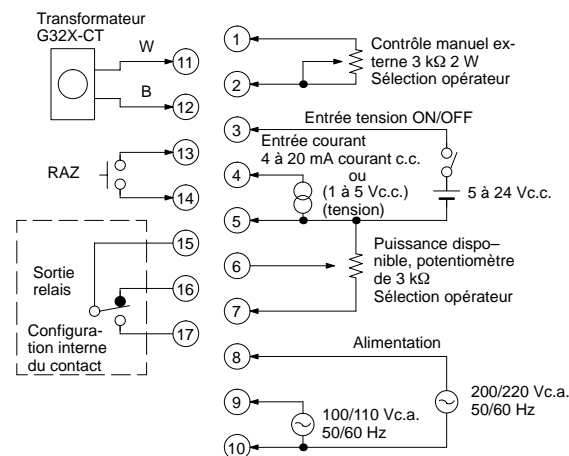 Transformateur
G32X-CT
W
11
B
12
RAZ
13
14
15
Sortie
relais
16
17
Configura-
tion interne
du contact
1
Contrôle manuel ex-
terne 3 kΩ 2 W
2
Sélection opérateur
3
Entrée tension ON/OFF
Entrée courant
4 à 20 mA courant c.c.
4
ou
(1 à 5 Vc.c.)
(tension)
5 à 24 Vc.c.
5
Puissance dispo–
nible, potentiomètre
6
de 3 kΩ
Sélection opérateur
7
Alimentation
8
200/220 Vc.a.
50/60 Hz
9
100/110 Vc.a.
50/60 Hz
10